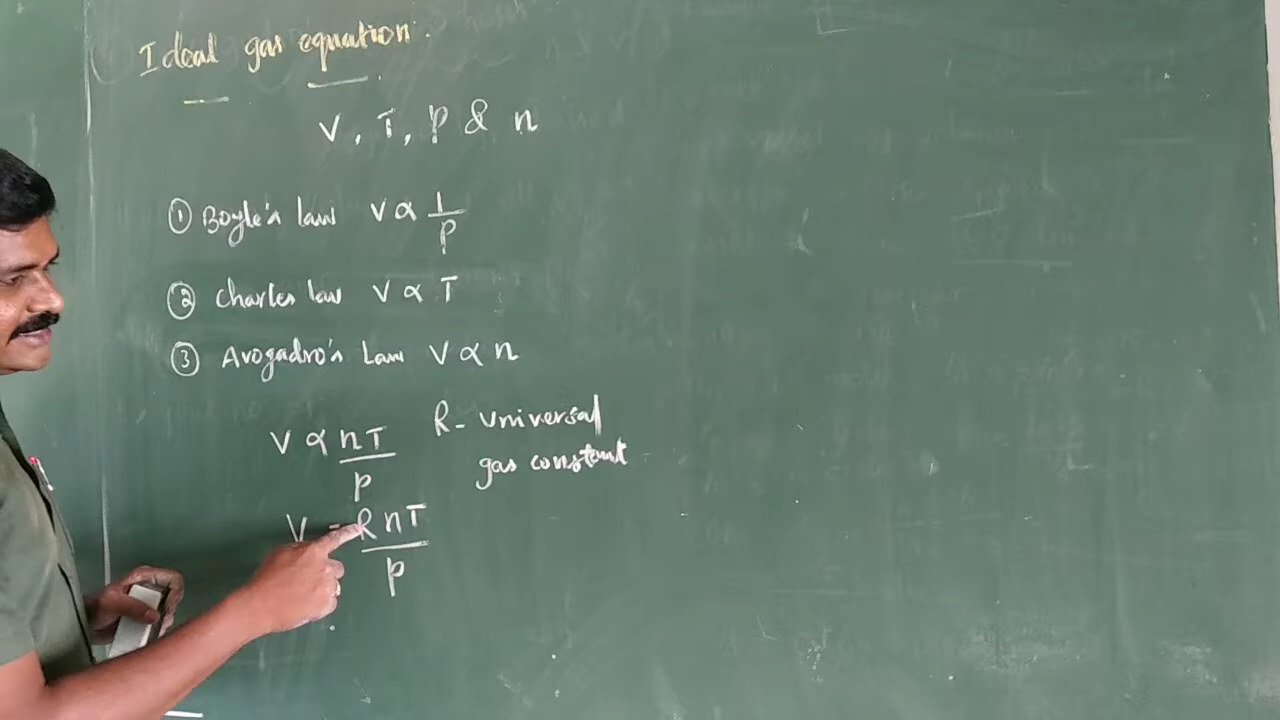 Ideal gas equation.
V, T, P & n
① Boyle's law V ∝ 1/P
② Charles law V ∝ T
③ Avogadro's Law V ∝ n
V ∝ nT/P
R - universal
gas constant
V = RnT/P